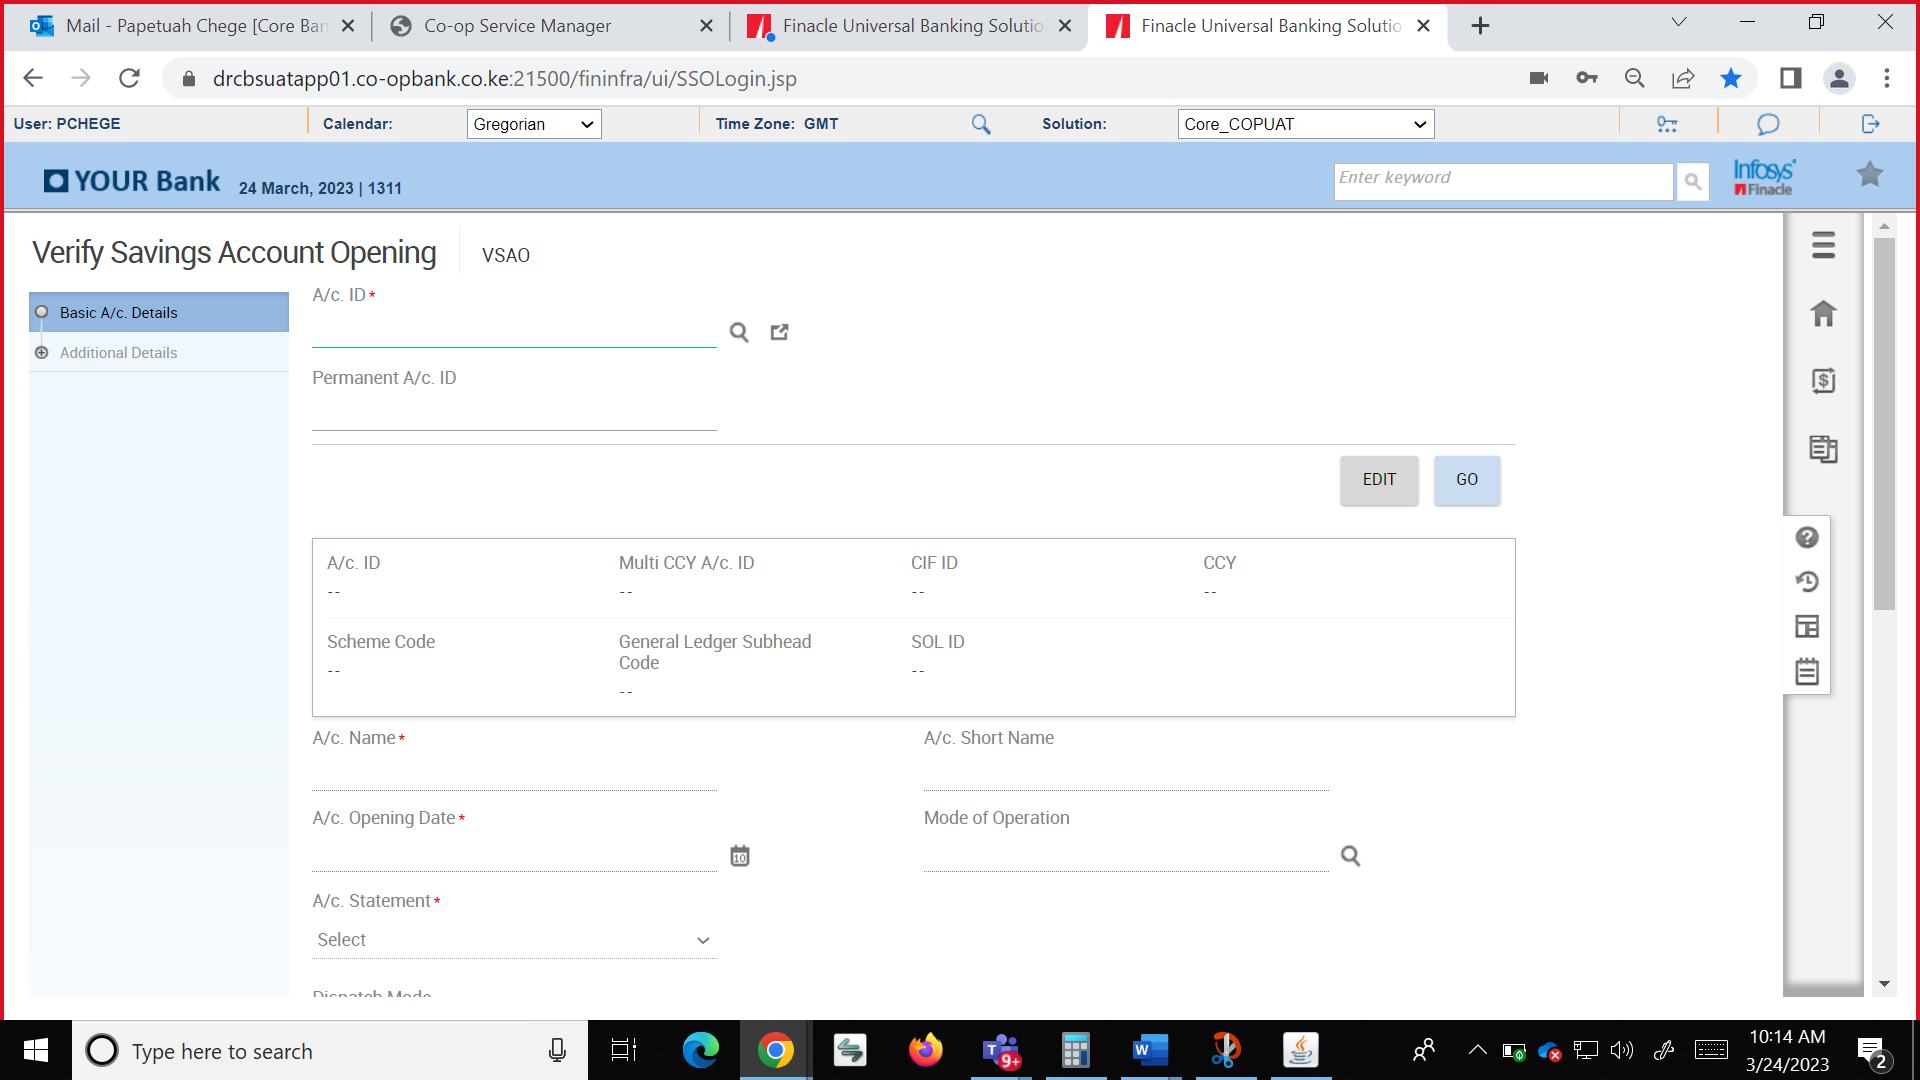 Mail - Papetuah Chege [Core Ban
Co-op Service Manager
Finacle Universal Banking Solutio
Finacle Universal Banking Solutio
drcbsuatapp01.co-opbank.co.ke:21500/fininfra/ui/SSOLogin.jsp
User: PCHEGE
Calendar:
Gregorian
Time Zone: GMT
Solution:
Core_COPUAT
YOUR Bank
24 March, 2023 | 1311
Enter keyword
Infosys
Finacle
Verify Savings Account Opening
VSAO
Basic A/c. Details
Additional Details
A/c. ID *
Permanent A/c. ID
EDIT
GO
A/c. ID
Multi CCY A/c. ID
CIF ID
CCY
--
--
--
--
Scheme Code
General Ledger Subhead
Code
SOL ID
--
--
--
A/c. Name *
A/c. Short Name
A/c. Opening Date *
10
Mode of Operation
A/c. Statement *
Select
Dispatch Mode
Type here to search
9+
10:14 AM
3/24/2023
2